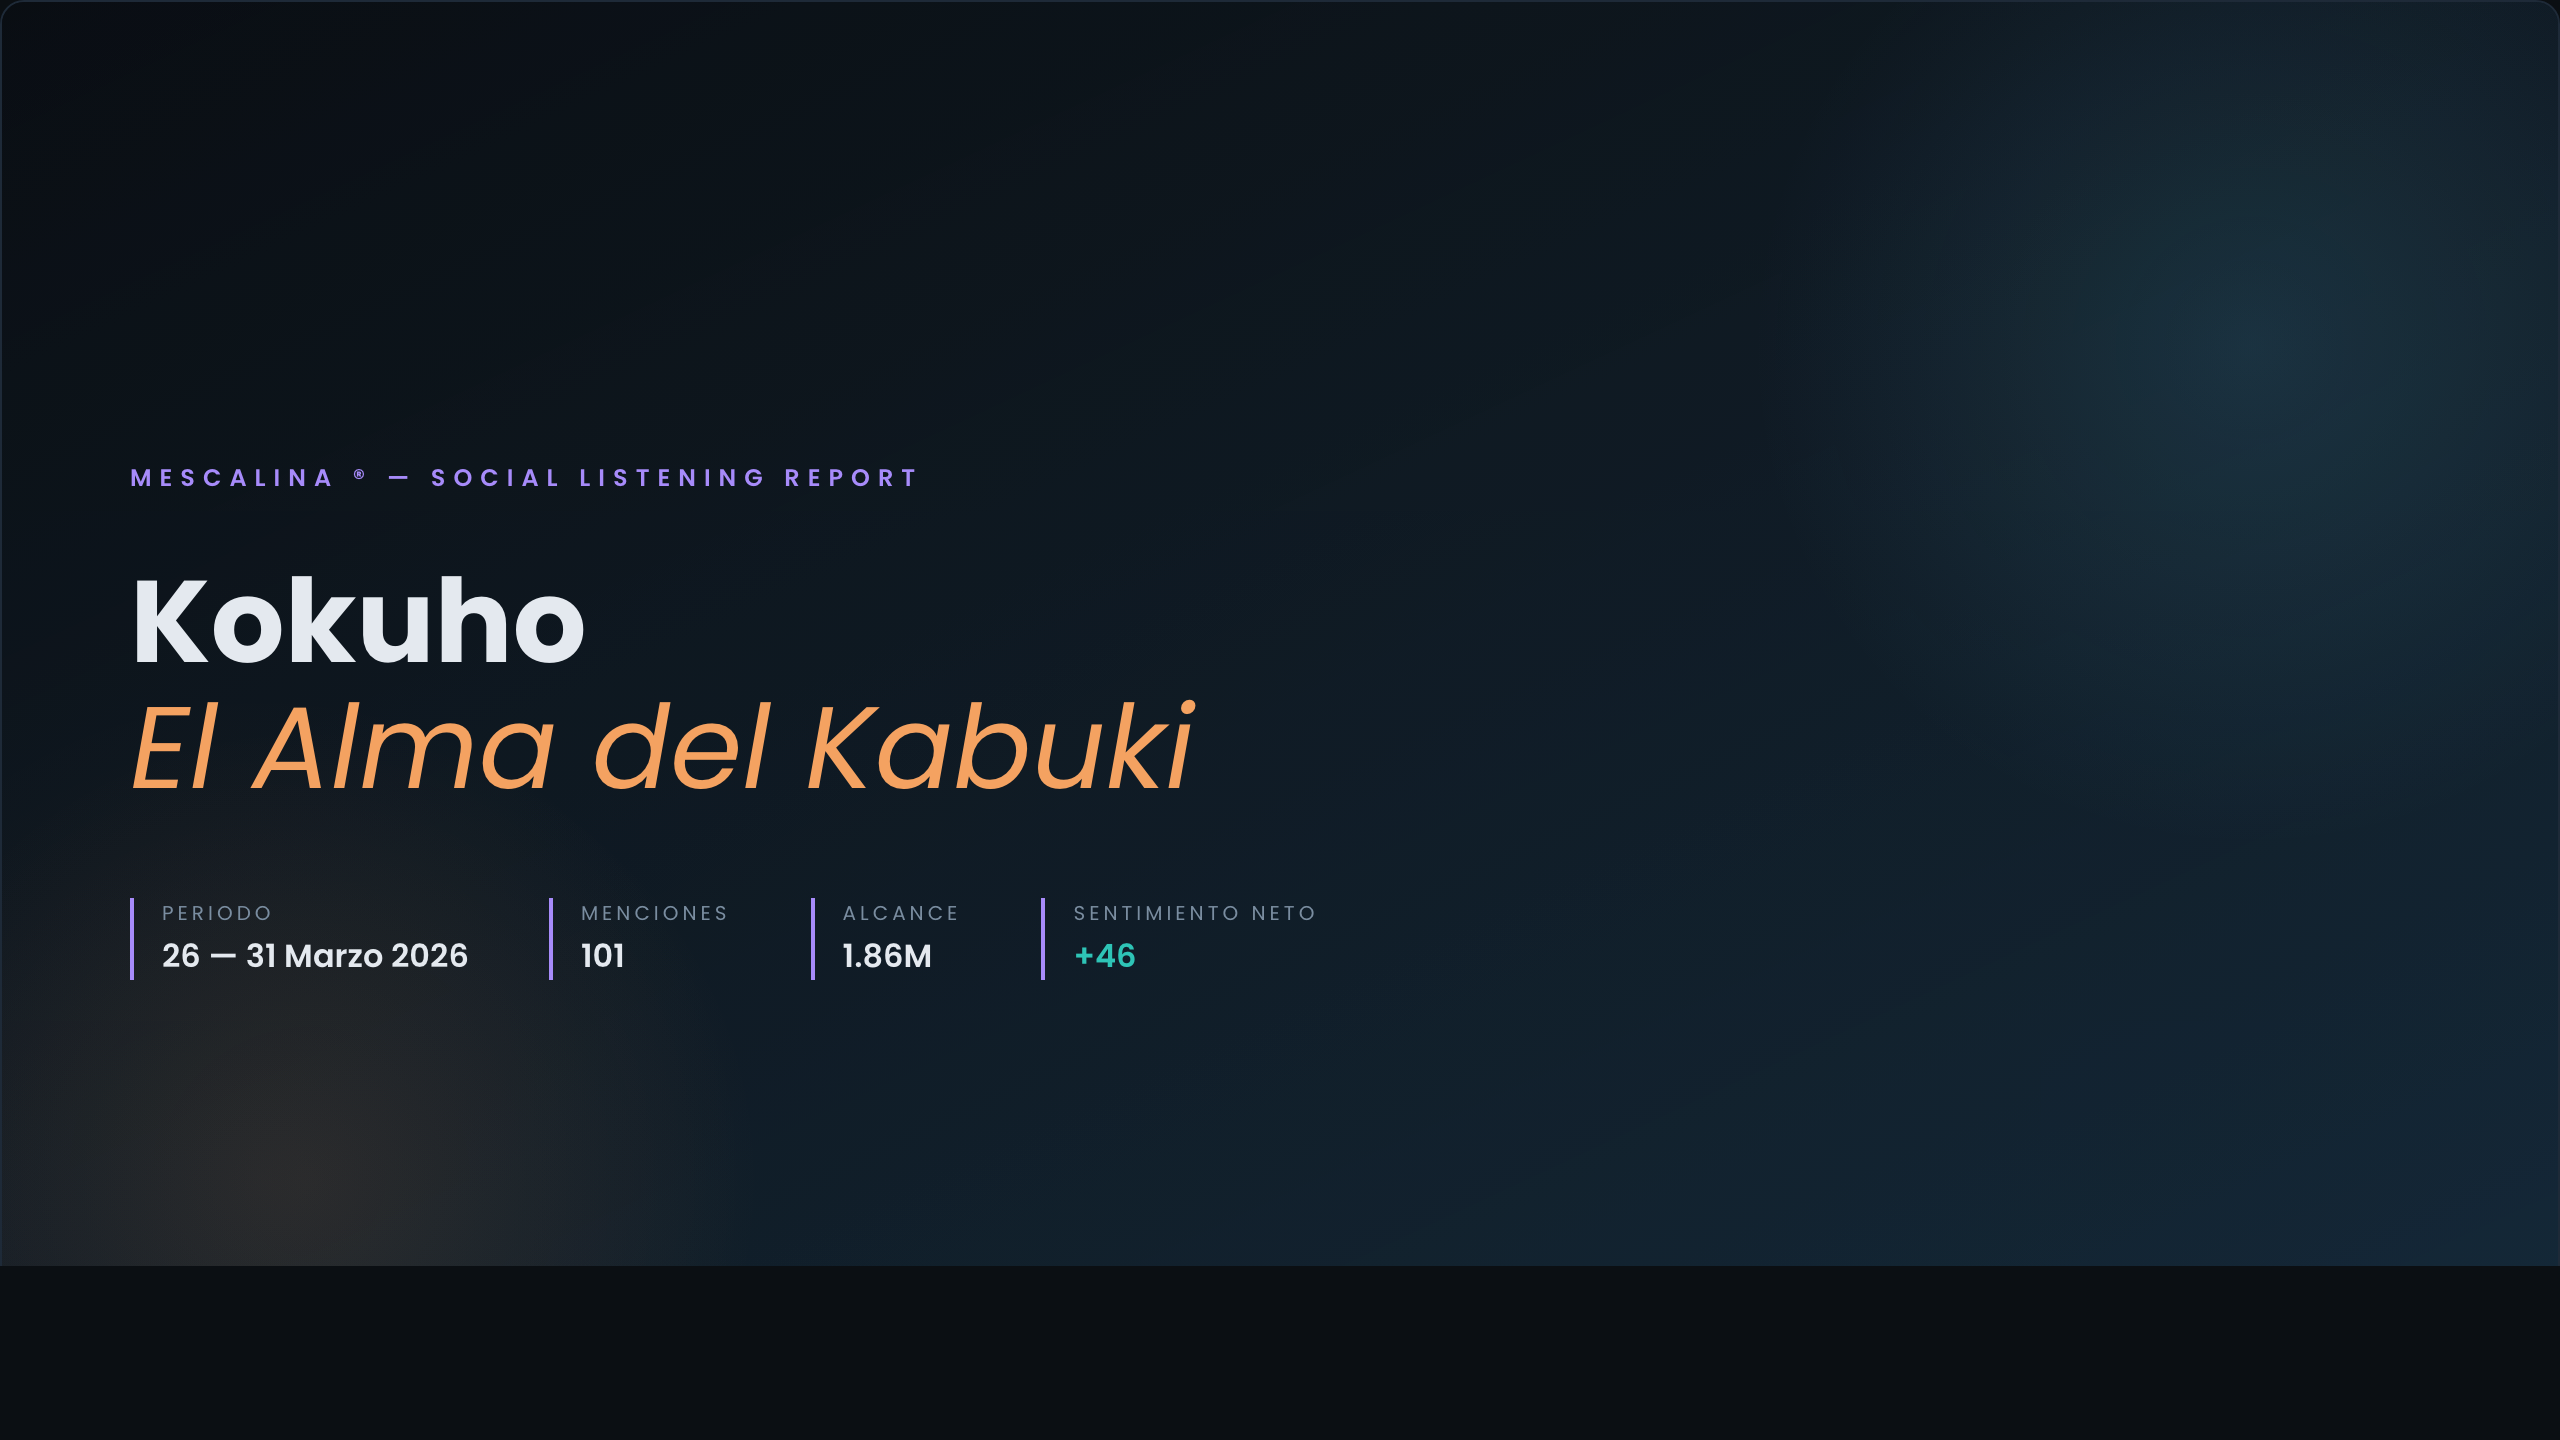 MESCALINA ® — SOCIAL LISTENING REPORT
Kokuho
El Alma del Kabuki
PERIODO
26 — 31 Marzo 2026
MENCIONES
101
ALCANCE
1.86M
SENTIMIENTO NETO
+46